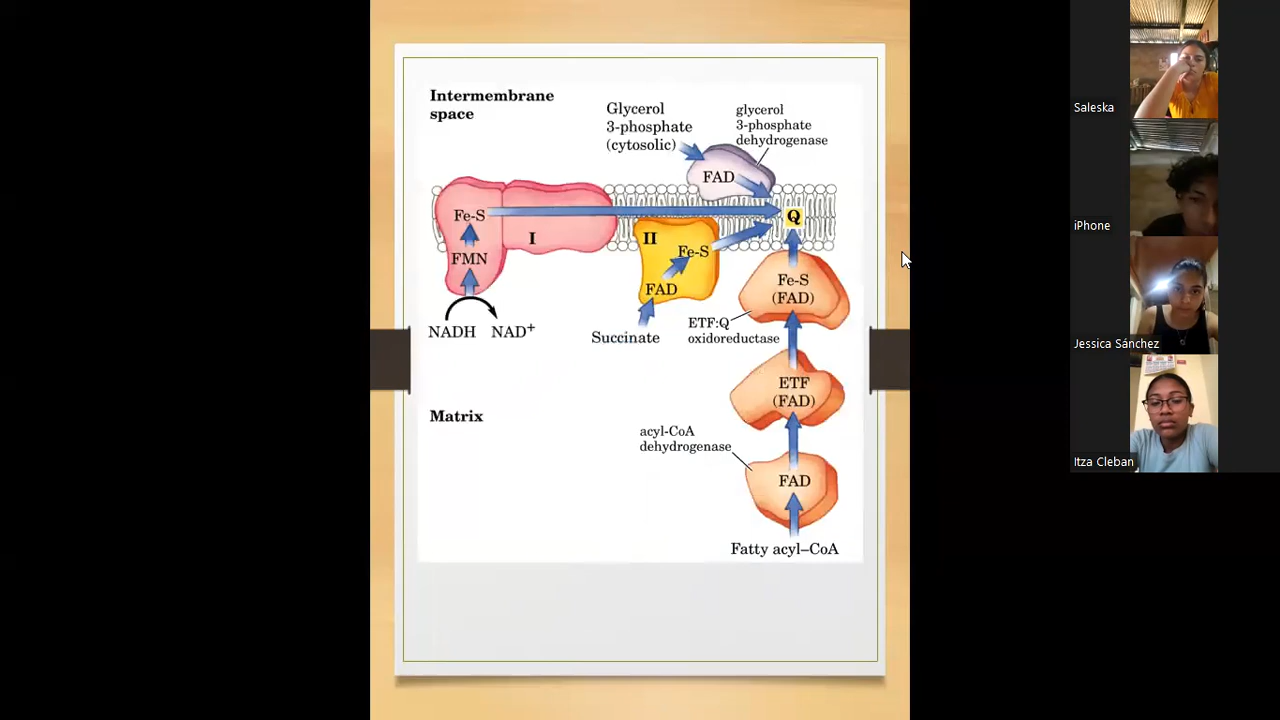 Intermembrane
space
Glycerol
3-phosphate
(cytosolic)
glycerol
3-phosphate
dehydrogenase
FAD
Fe-S
I
FMN
NADH
NAD+
II
Fe-S
FAD
Succinate
Q
Fe-S
(FAD)
ETF:Q
oxidoreductase
ETF
(FAD)
Matrix
acyl-CoA
dehydrogenase
FAD
Fatty acyl–CoA
Saleska
iPhone
Jessica Sánchez
Itza Cleban